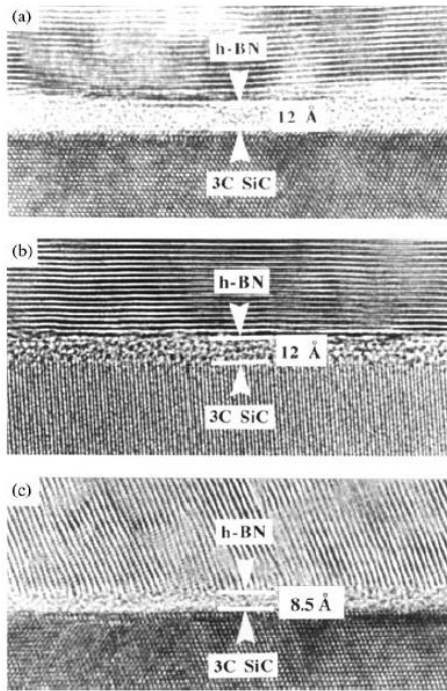 (a)
h-BN
12 Å
3C SiC
(b)
h-BN
12 Å
3C SiC
(c)
h-BN
8.5 Å
3C SiC